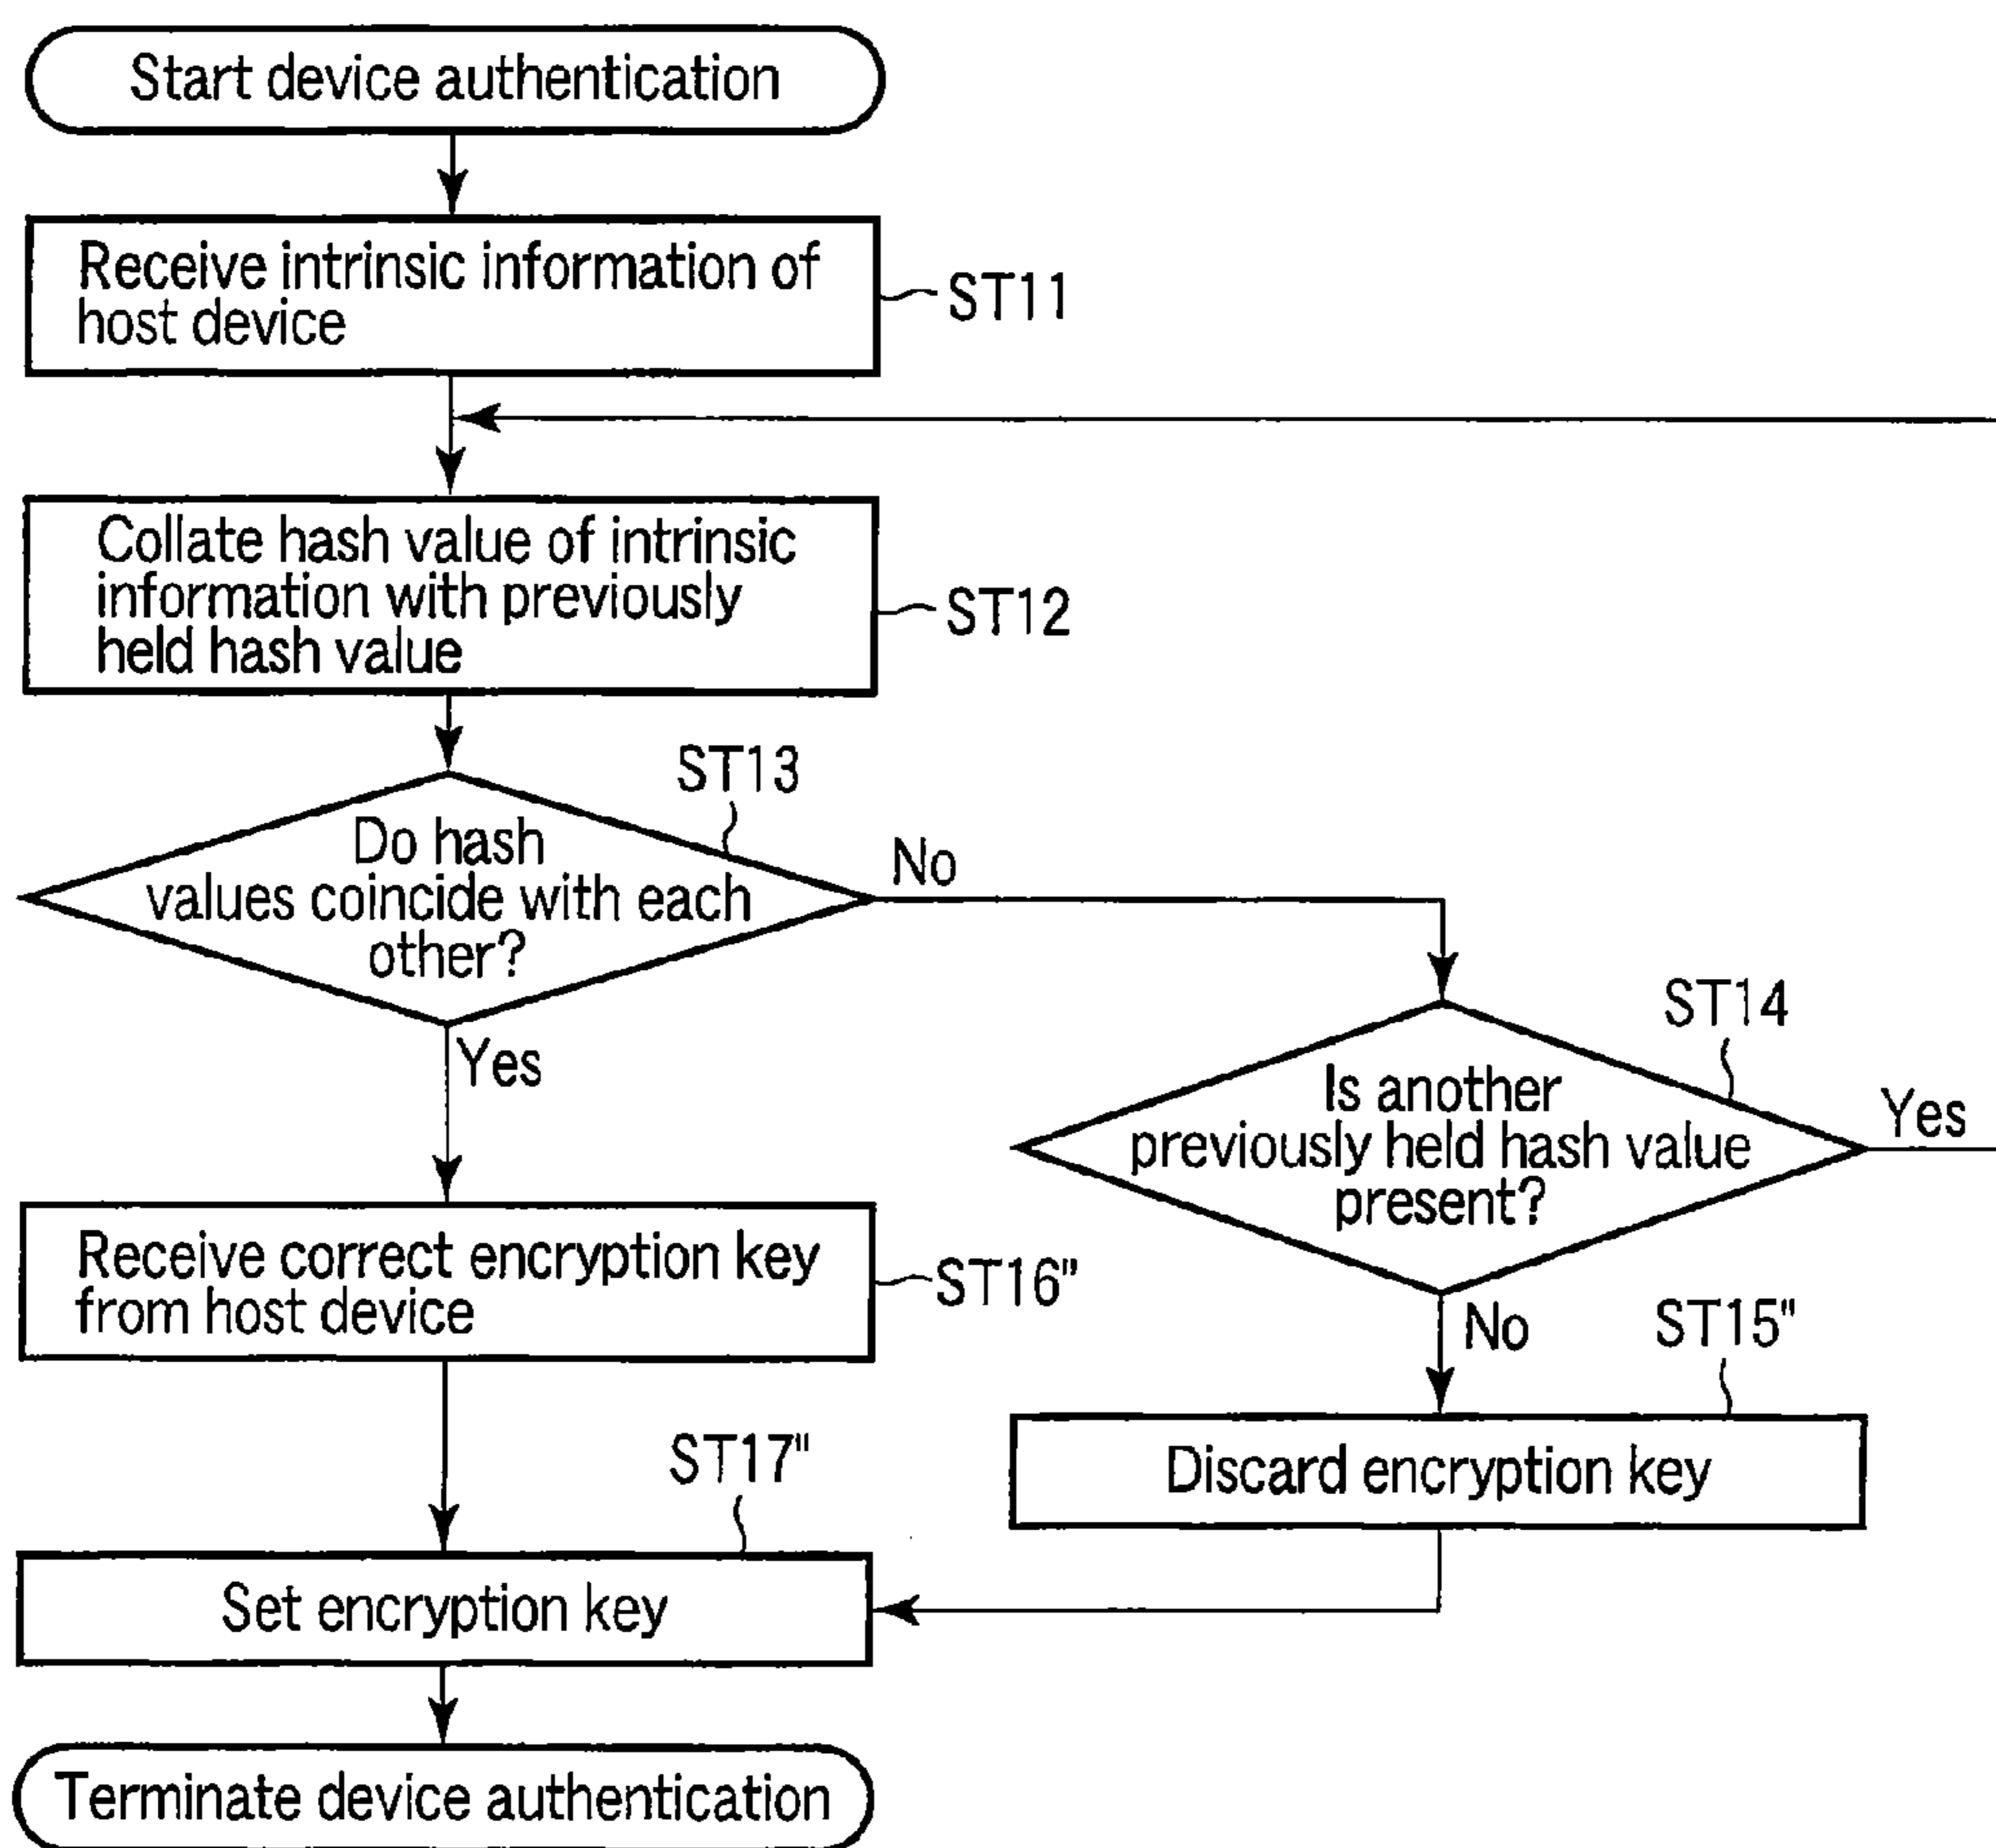 Start device authentication
Receive intrinsic information of
host device
ST11
Collate hash value of intrinsic
information with previously
held hash value
ST12
ST13
Do hash
values coincide with each
other?
No
Yes
ST14
Is another
previously held hash value
present?
Yes
No
Receive correct encryption key
from host device
ST16"
ST15"
Discard encryption key
ST17"
Set encryption key
Terminate device authentication